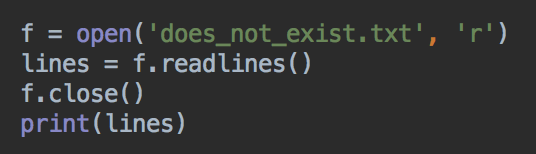 f = open('does_not_exist.txt', 'r')
lines = f.readlines()
f.close()
print(lines)